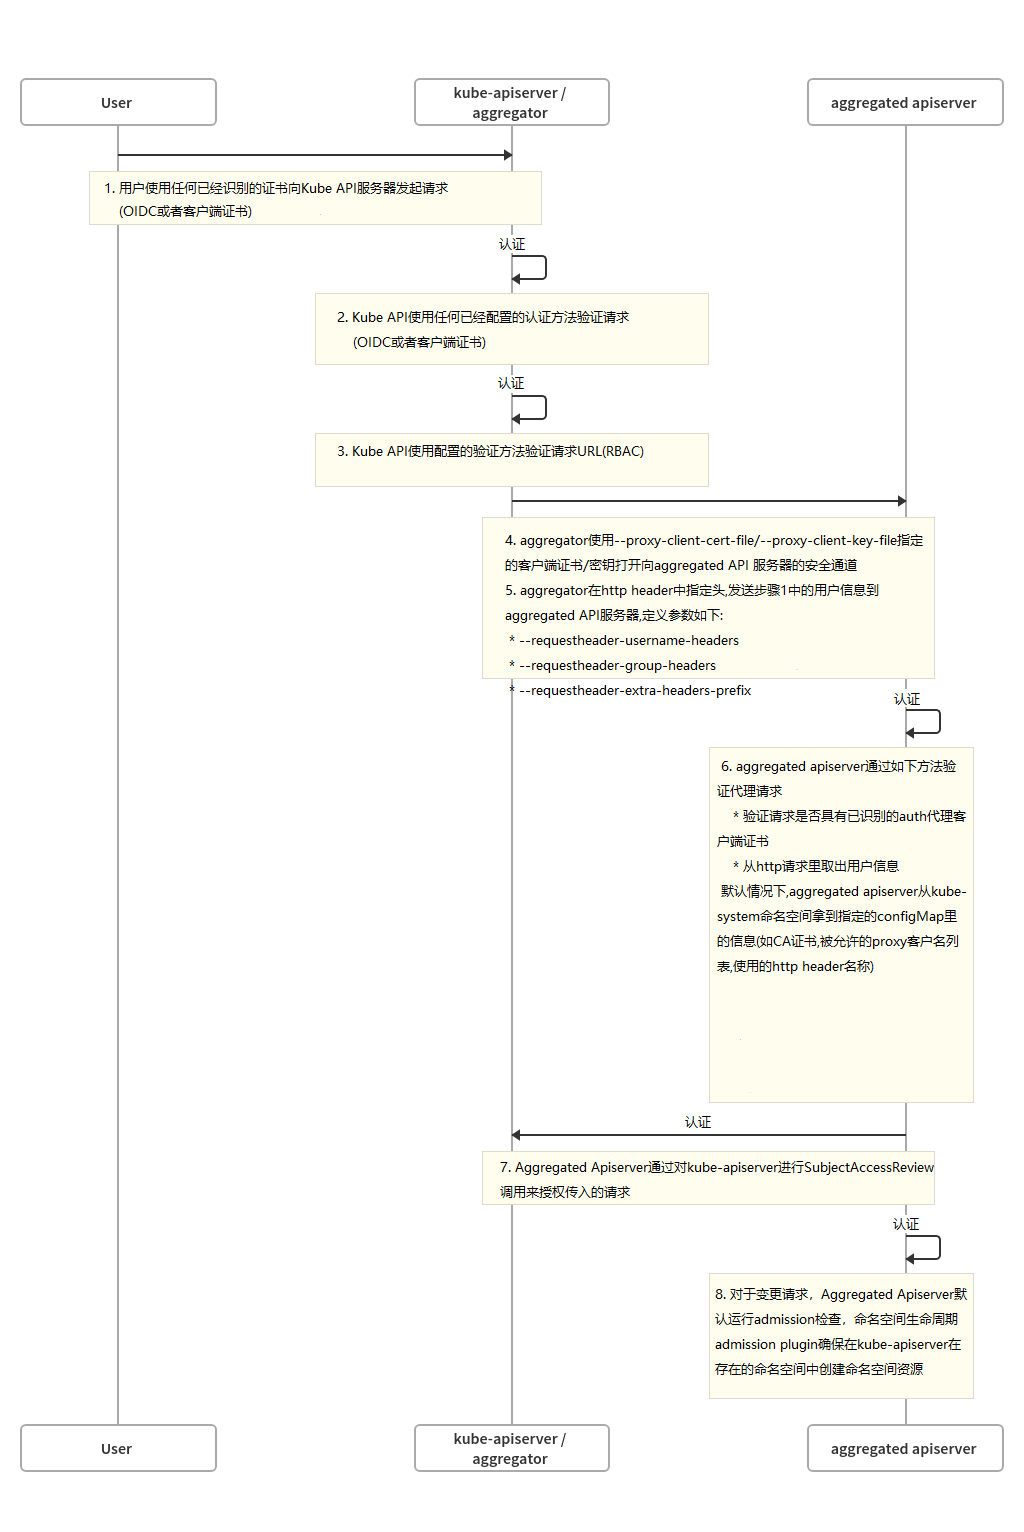 User
kube-apiserver /
aggregator
aggregated apiserver
1. 用户使用任何已经识别的证书向Kube API服务器发起请求
(OIDC或者客户端证书)
认证
2. Kube API使用任何已经配置的认证方法验证请求
(OIDC或者客户端证书)
认证
3. Kube API使用配置的验证方法验证请求URL(RBAC)
4. aggregator使用--proxy-client-cert-file/--proxy-client-key-file指定
的客户端证书/密钥打开向aggregated API 服务器的安全通道
5. aggregator在http header中指定头,发送步骤1中的用户信息到
aggregated API服务器,定义参数如下:
* --requestheader-username-headers
* --requestheader-group-headers
* --requestheader-extra-headers-prefix
认证
6. aggregated apiserver通过如下方法验
证代理请求
* 验证请求是否具有已识别的auth代理客
户端证书
* 从http请求里取出用户信息
默认情况下,aggregated apiserver从kube-
system命名空间拿到指定的configMap里
的信息(如CA证书,被允许的proxy客户名列
表,使用的http header名称)
认证
7. Aggregated Apiserver通过对kube-apiserver进行SubjectAccessReview
调用来授权传入的请求
认证
8. 对于变更请求，Aggregated Apiserver默
认运行admission检查，命名空间生命周期
admission plugin确保在kube-apiserver在
存在的命名空间中创建命名空间资源
User
kube-apiserver /
aggregator
aggregated apiserver